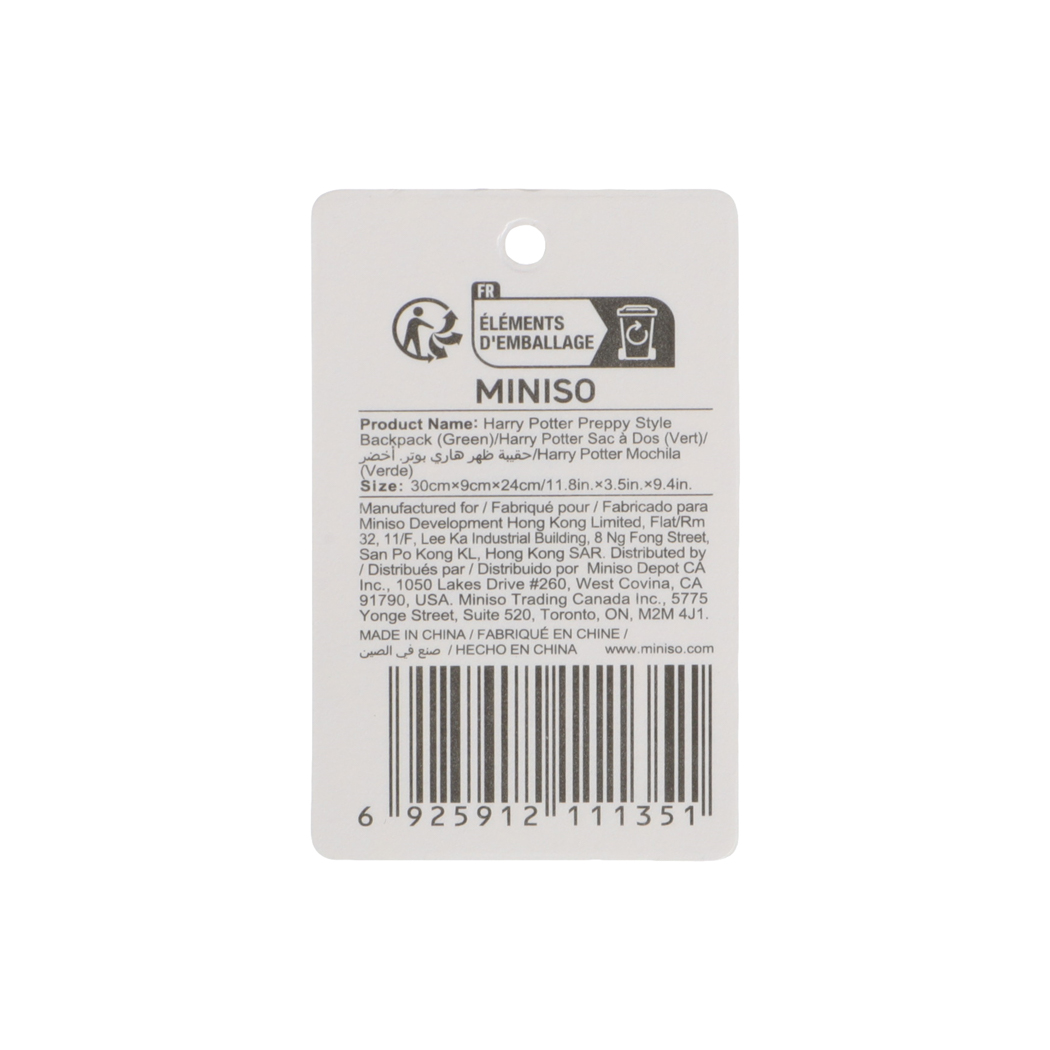 FR
ÉLÉMENTS
D'EMBALLAGE
MINISO
Product Name: Harry Potter Preppy Style
Backpack (Green)/Harry Potter Sac à Dos (Vert)/
حقيبة ظهر هاري بوتر. أخضر/Harry Potter Mochila
(Verde)
Size: 30cm×9cm×24cm/11.8in.×3.5in.×9.4in.
Manufactured for / Fabriqué pour / Fabricado para
Miniso Development Hong Kong Limited, Flat/Rm
32, 11/F, Lee Ka Industrial Building, 8 Ng Fong Street,
San Po Kong KL, Hong Kong SAR. Distributed by
/ Distribués par / Distribuido por Miniso Depot CA
Inc., 1050 Lakes Drive #260, West Covina, CA
91790, USA. Miniso Trading Canada Inc., 5775
Yonge Street, Suite 520, Toronto, ON, M2M 4J1.
MADE IN CHINA / FABRIQUÉ EN CHINE /
صنع في الصين / HECHO EN CHINA www.miniso.com
6 925912 111351